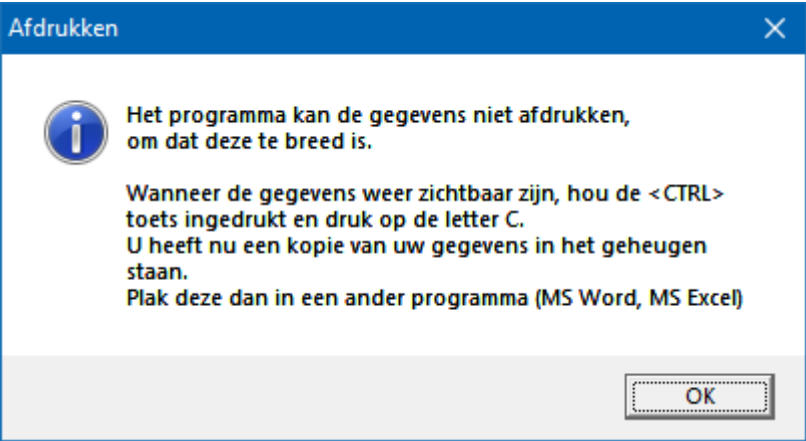 Afdrukken
Het programma kan de gegevens niet afdrukken,
om dat deze te breed is.
Wanneer de gegevens weer zichtbaar zijn, hou de <CTRL>
toets ingedrukt en druk op de letter C.
U heeft nu een kopie van uw gegevens in het geheugen
staan.
Plak deze dan in een ander programma (MS Word, MS Excel)
OK